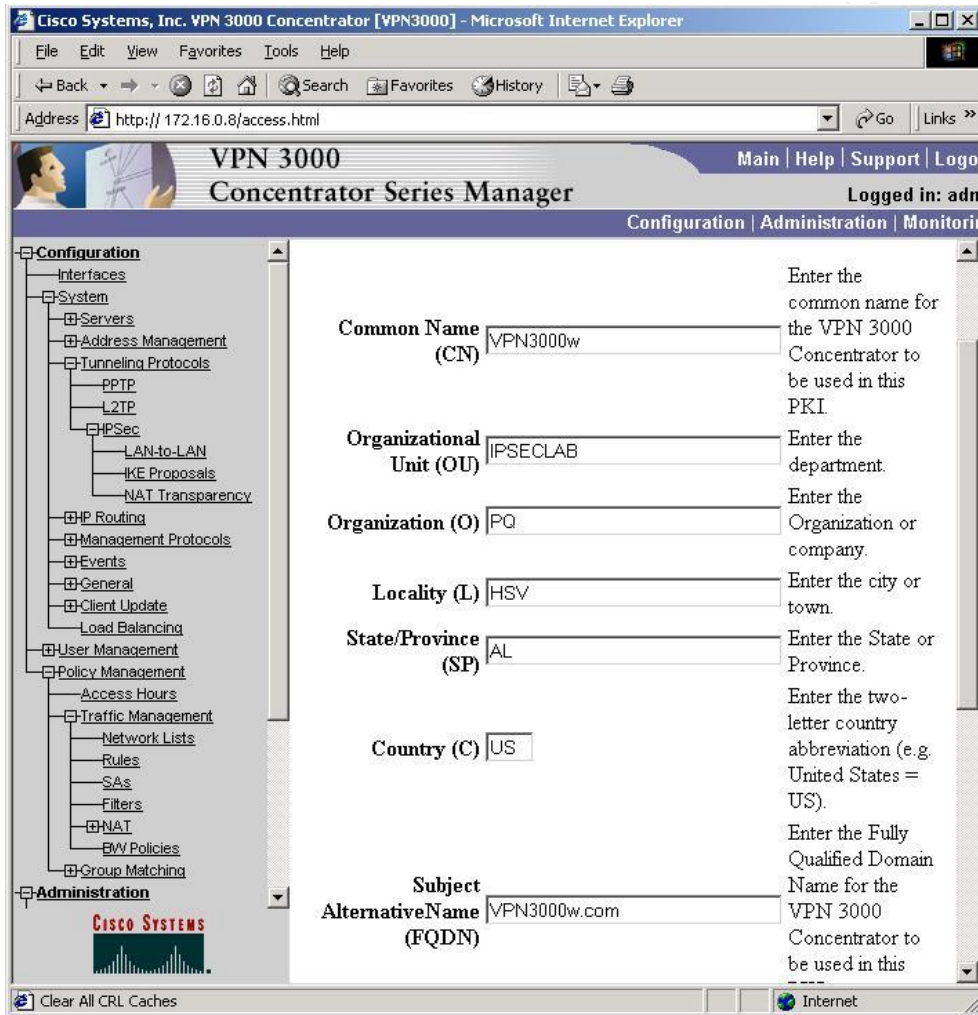 Cisco Systems, Inc. VPN 3000 Concentrator [VPN3000] - Microsoft Internet Explorer
File Edit View Favorites Tools Help
Back Search Favorites History
Address http:// 172.16.0.8/access.html Go Links »
VPN 3000
Concentrator Series Manager
Main | Help | Support | Logo
Logged in: adm
Configuration | Administration | Monitorin
Configuration
Interfaces
System
Servers
Address Management
Tunneling Protocols
PPTP
L2TP
IPSec
LAN-to-LAN
IKE Proposals
NAT Transparency
IP Routing
Management Protocols
Events
General
Client Update
Load Balancing
User Management
Policy Management
Access Hours
Traffic Management
Network Lists
Rules
SAs
Filters
NAT
BW Policies
Group Matching
Administration
CISCO SYSTEMS
Common Name
(CN)
VPN3000w
Enter the
common name for
the VPN 3000
Concentrator to
be used in this
PKI.
Organizational
Unit (OU)
IPSECLAB
Enter the
department.
Organization (O)
PQ
Enter the
Organization or
company.
Locality (L)
HSV
Enter the city or
town.
State/Province
(SP)
AL
Enter the State or
Province.
Country (C)
US
Enter the two-
letter country
abbreviation (e.g.
United States =
US).
Subject
AlternativeName
(FQDN)
VPN3000w.com
Enter the Fully
Qualified Domain
Name for the
VPN 3000
Concentrator to
be used in this
Clear All CRL Caches
Internet